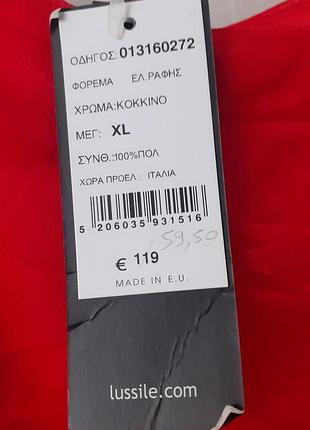 ΟΔΗΓΟΣ: 013160272
ΦΟΡΕΜΑ ΕΛ.ΡΑΦΗΣ
ΧΡΩΜΑ:ΚΟΚΚΙΝΟ
ΜΕΓ: XL
ΣΥΝΘ.:100%ΠΟΛ
ΧΩΡΑ ΠΡΟΕΛ.: ΙΤΑΛΙΑ
5 206035 931516
59,50
€ 119
MADE IN E.U.
lussile.com